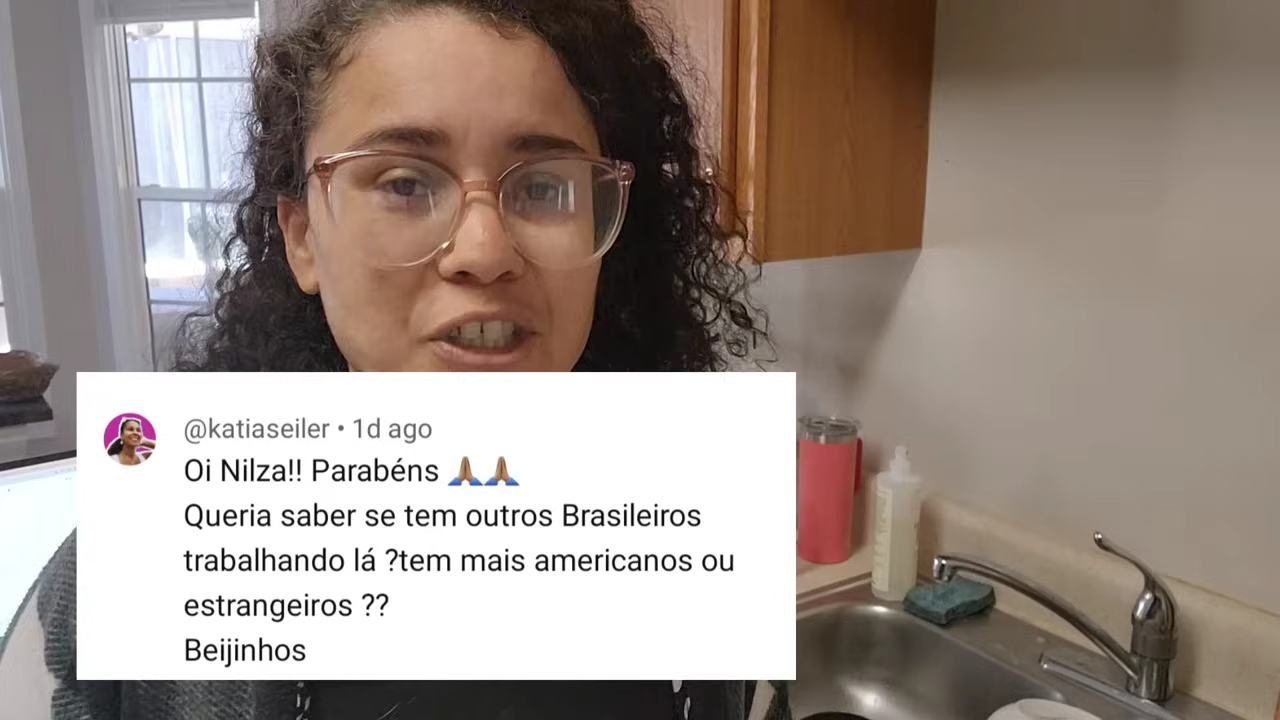 @katiaseiler • 1d ago
Oi Nilza!! Parabéns 🙏🏽🙏🏽
Queria saber se tem outros Brasileiros
trabalhando lá ?tem mais americanos ou
estrangeiros ??
Beijinhos